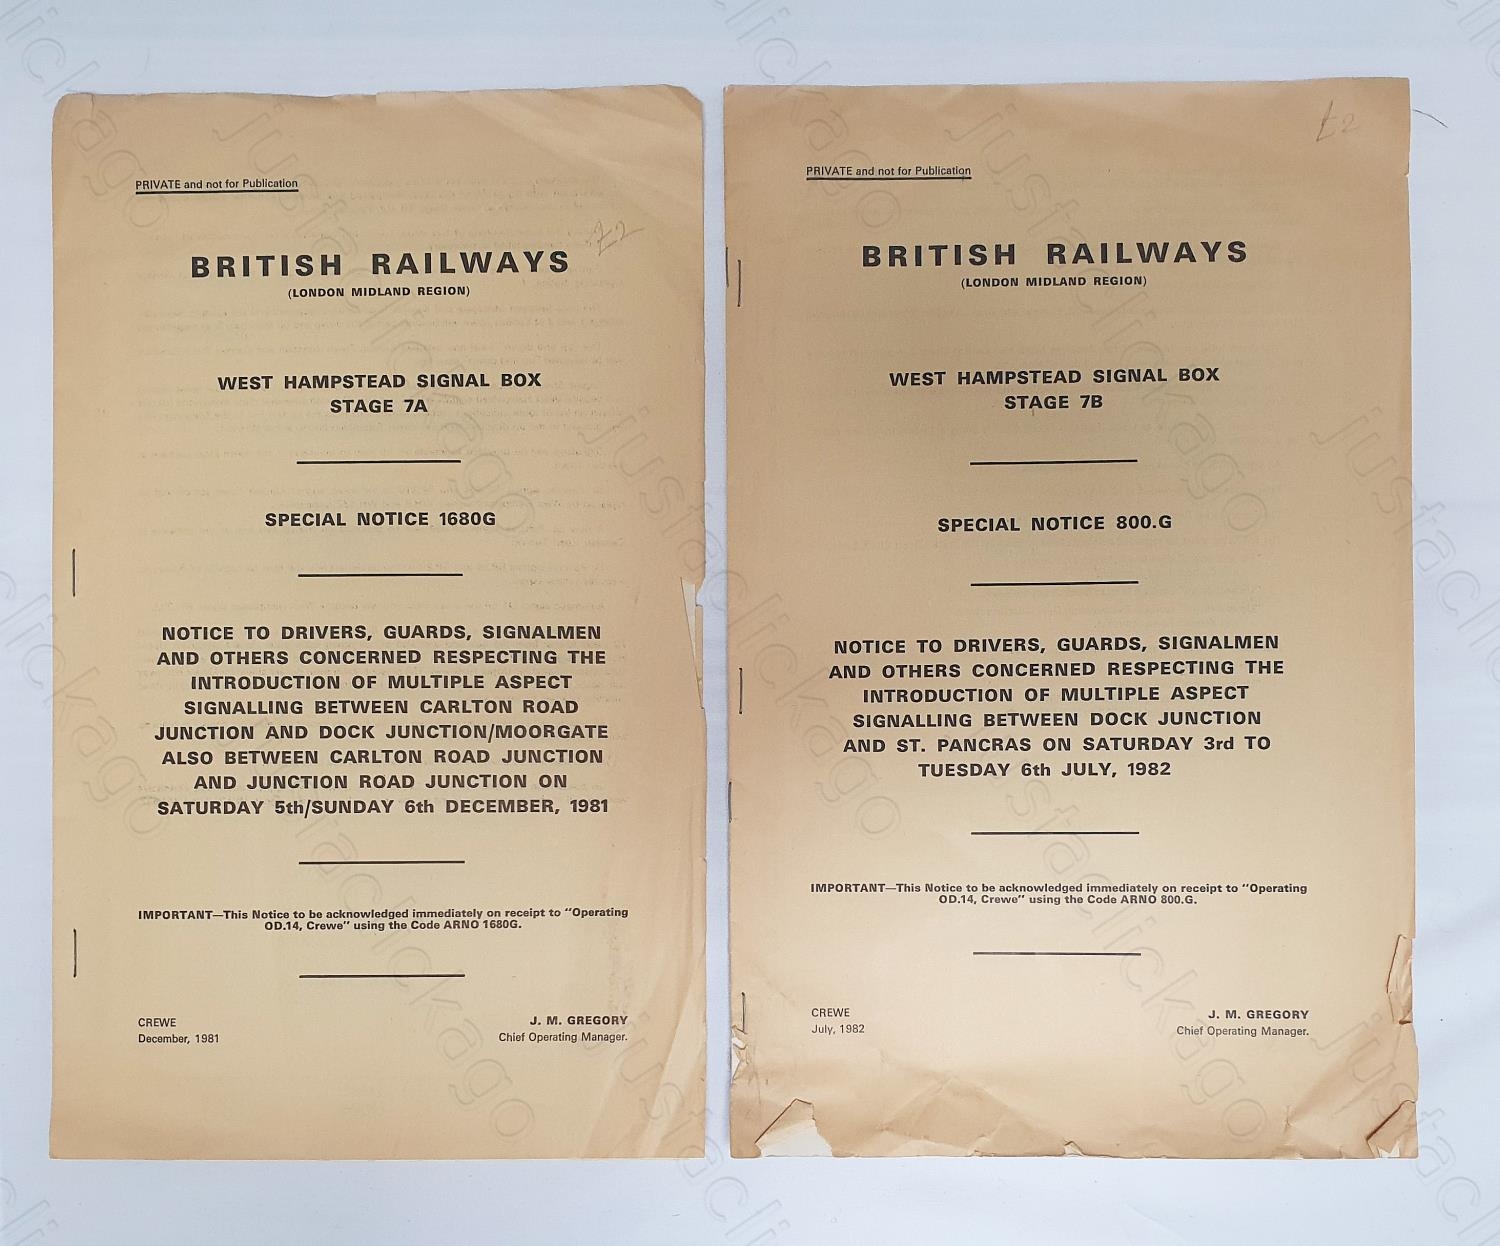 PRIVATE and not for Publication
£2
BRITISH RAILWAYS
(LONDON MIDLAND REGION)
WEST HAMPSTEAD SIGNAL BOX
STAGE 7A
SPECIAL NOTICE 1680G
NOTICE TO DRIVERS, GUARDS, SIGNALMEN
AND OTHERS CONCERNED RESPECTING THE
INTRODUCTION OF MULTIPLE ASPECT
SIGNALLING BETWEEN CARLTON ROAD
JUNCTION AND DOCK JUNCTION/MOORGATE
ALSO BETWEEN CARLTON ROAD JUNCTION
AND JUNCTION ROAD JUNCTION ON
SATURDAY 5th/SUNDAY 6th DECEMBER, 1981
IMPORTANT—This Notice to be acknowledged immediately on receipt to "Operating
OD.14, Crewe" using the Code ARNO 1680G.
CREWE
December, 1981
J. M. GREGORY
Chief Operating Manager.
£2
PRIVATE and not for Publication
BRITISH RAILWAYS
(LONDON MIDLAND REGION)
WEST HAMPSTEAD SIGNAL BOX
STAGE 7B
SPECIAL NOTICE 800.G
NOTICE TO DRIVERS, GUARDS, SIGNALMEN
AND OTHERS CONCERNED RESPECTING THE
INTRODUCTION OF MULTIPLE ASPECT
SIGNALLING BETWEEN DOCK JUNCTION
AND ST. PANCRAS ON SATURDAY 3rd TO
TUESDAY 6th JULY, 1982
IMPORTANT—This Notice to be acknowledged immediately on receipt to "Operating
OD.14, Crewe" using the Code ARNO 800.G.
CREWE
July, 1982
J. M. GREGORY
Chief Operating Manager.
justaclickago